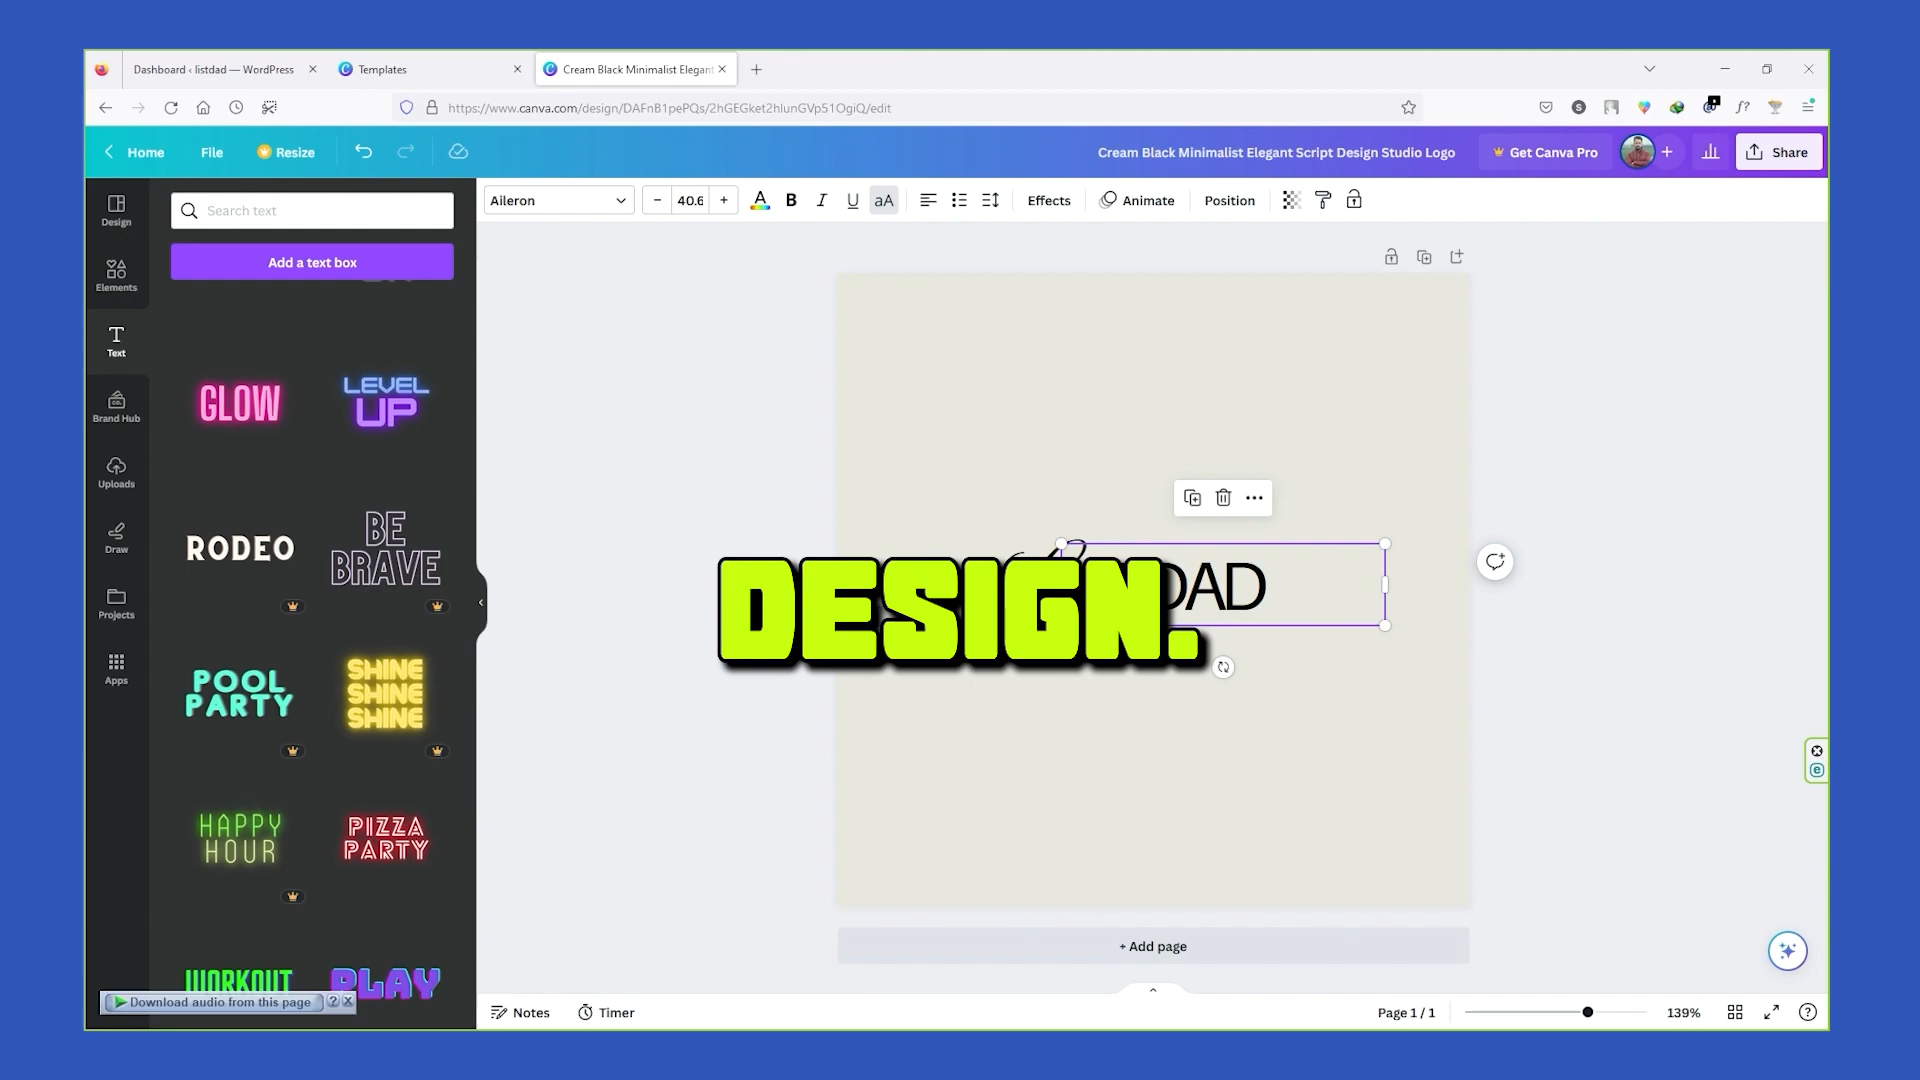 Dashboard ‹ listdad — WordPress
Templates
Cream Black Minimalist Elegant
https://www.canva.com/design/DAFnB1pePQs/2hGEGket2hlunGVp51OgiQ/edit
Home
File
Resize
Cream Black Minimalist Elegant Script Design Studio Logo
Get Canva Pro
Share
Design
Elements
Text
Brand Hub
Uploads
Draw
Projects
Apps
Search text
Add a text box
GLOW
LEVEL
UP
RODEO
BE
BRAVE
POOL
PARTY
SHINE
SHINE
SHINE
HAPPY
HOUR
PIZZA
PARTY
WORKOUT
PLAY
Download audio from this page
Aileron
40.6
B
I
U
aA
Effects
Animate
Position
DAD
DESIGN.
+ Add page
Notes
Timer
Page 1 / 1
139%